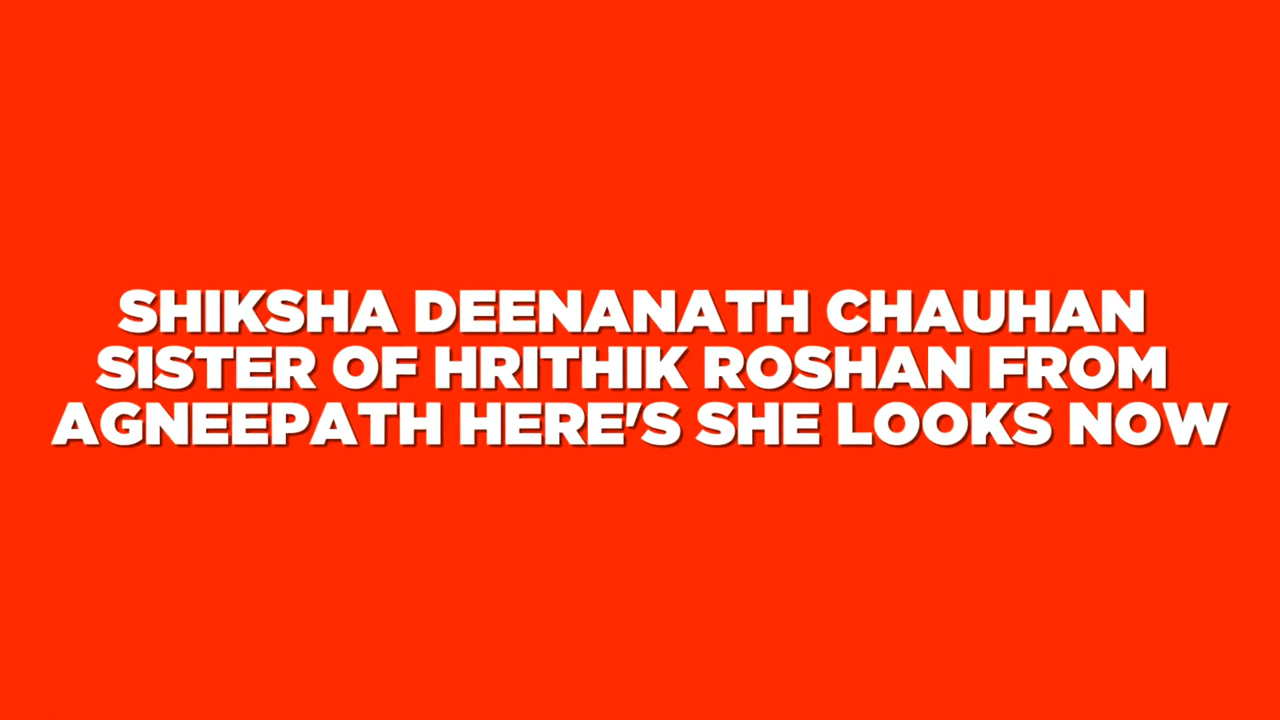 SHIKSHA DEENANATH CHAUHAN
SISTER OF HRITHIK ROSHAN FROM
AGNEEPATH HERE'S SHE LOOKS NOW